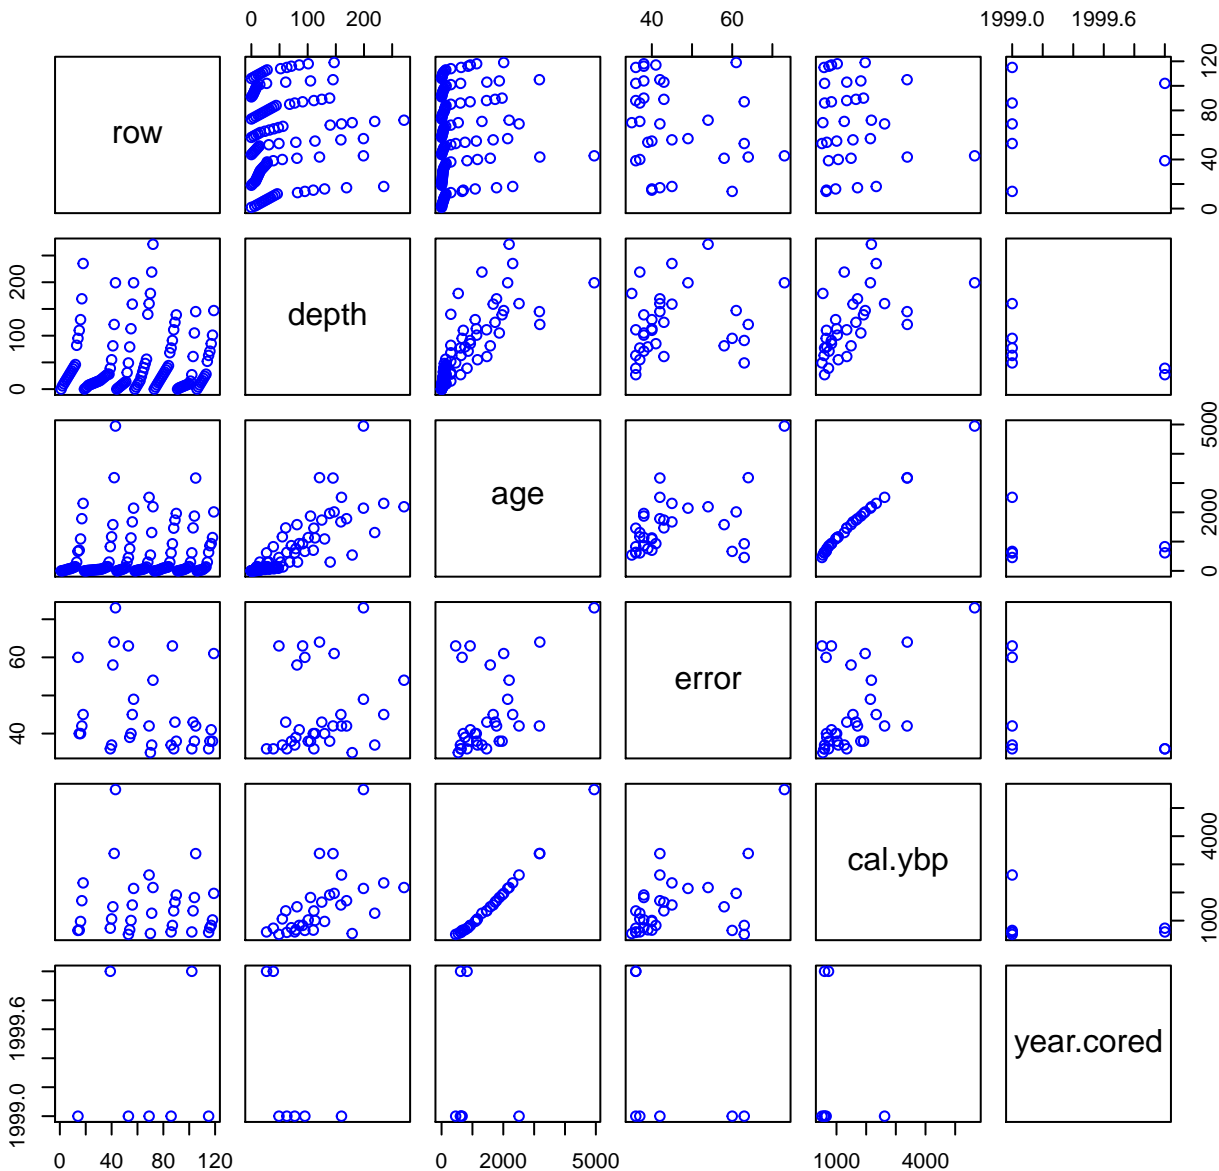 0 100 200 40 60 1999.0 1999.6
row 0 40 80 120
0 100 200 depth
age 0 2000 5000
40 60 error
cal.ybp 1000 4000
1999.0 1999.6 year.cored
0 40 80 120 0 2000 5000 1000 4000